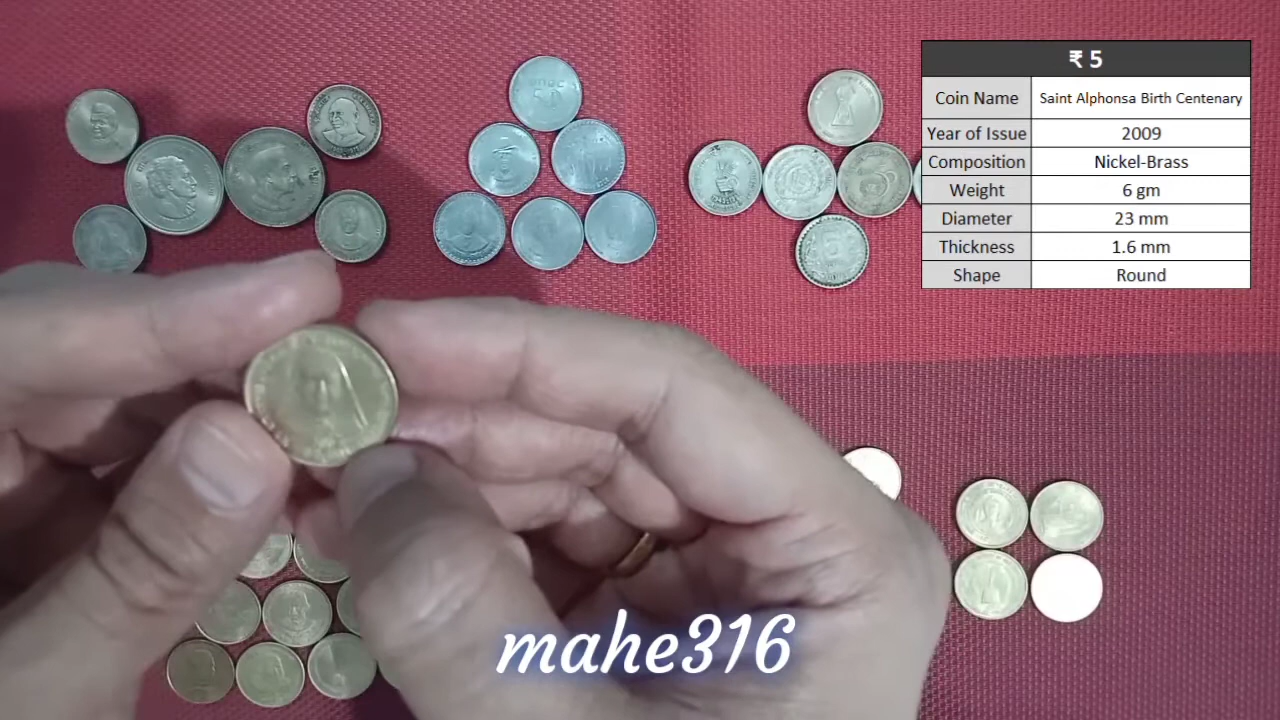 ₹ 5
Coin Name Saint Alphonsa Birth Centenary
Year of Issue 2009
Composition Nickel-Brass
Weight 6 gm
Diameter 23 mm
Thickness 1.6 mm
Shape Round
mahe316